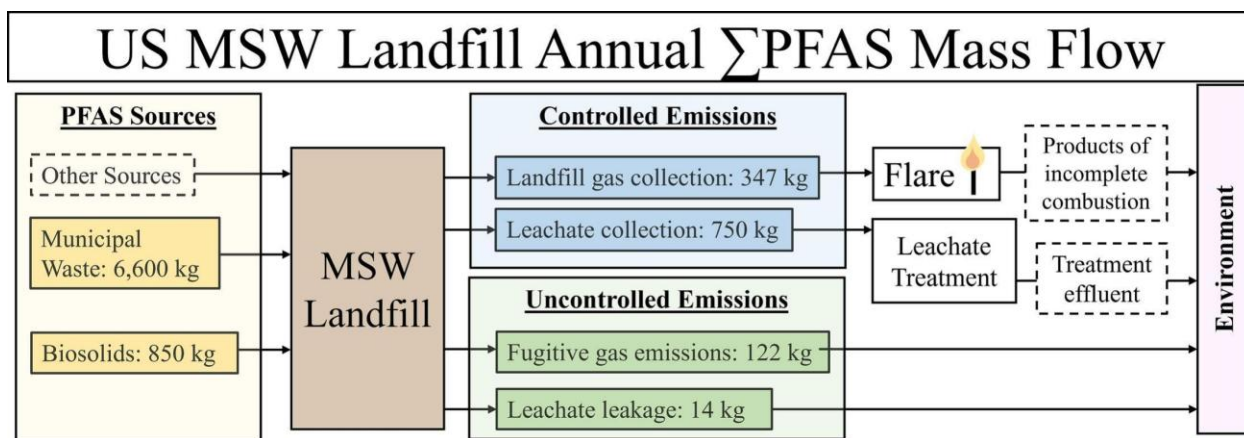 US MSW Landfill Annual ∑PFAS Mass Flow
PFAS Sources
Other Sources
Municipal
Waste: 6,600 kg
Biosolids: 850 kg
MSW
Landfill
Controlled Emissions
Landfill gas collection: 347 kg
Leachate collection: 750 kg
Uncontrolled Emissions
Fugitive gas emissions: 122 kg
Leachate leakage: 14 kg
Flare
Products of
incomplete
combustion
Leachate
Treatment
Treatment
effluent
Environment